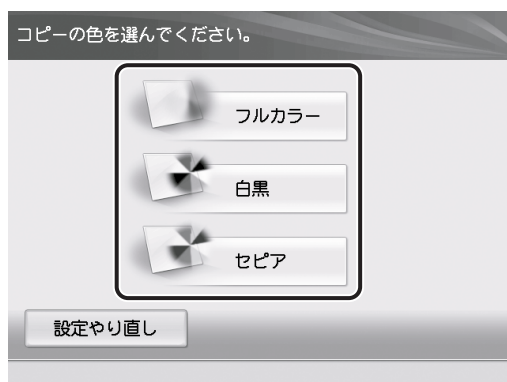 コピーの色を選んでください。
フルカラー
白黒
セピア
設定やり直し